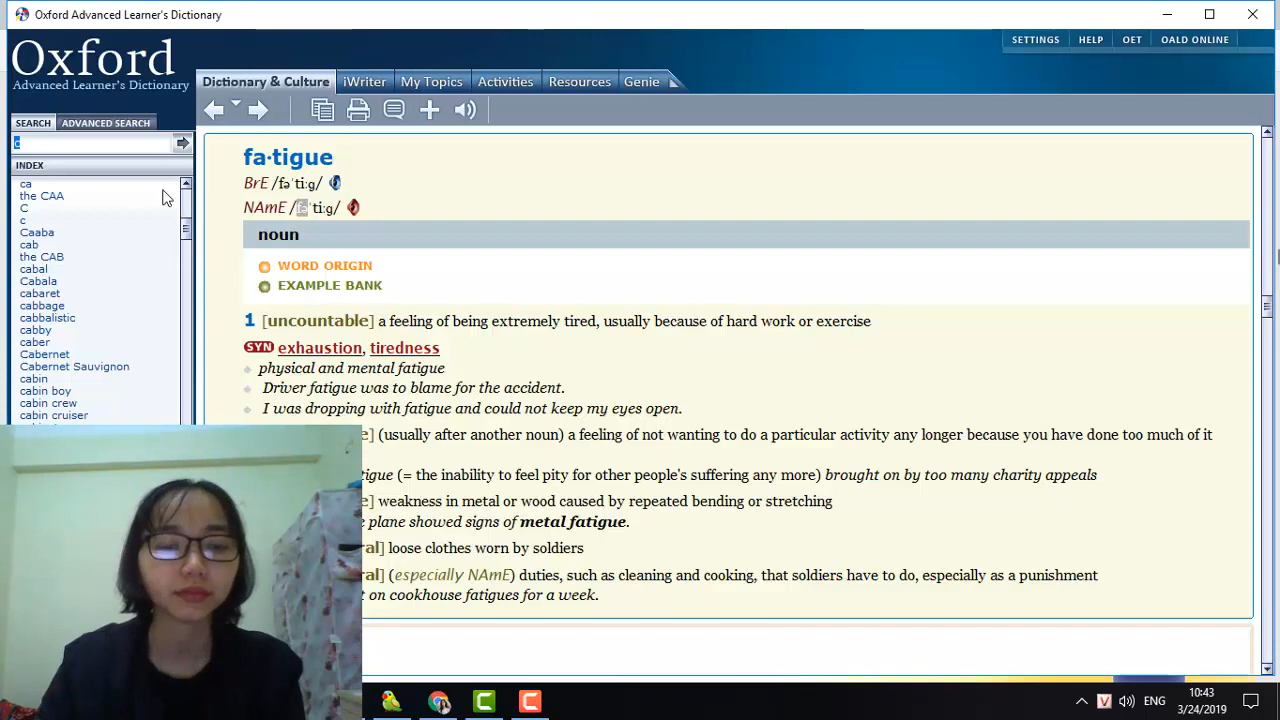 Oxford Advanced Learner's Dictionary
SETTINGS HELP OET OALD ONLINE
Oxford
Advanced Learner's Dictionary
Dictionary & Culture iWriter My Topics Activities Resources Genie
SEARCH ADVANCED SEARCH
c
INDEX
ca
the CAA
C
c
Caaba
cab
the CAB
cabal
Cabala
cabaret
cabbage
cabbalistic
cabby
caber
Cabernet
Cabernet Sauvignon
cabin
cabin boy
cabin crew
cabin cruiser
fa·tigue
BrE /fəˈtiːɡ/
NAmE /fəˈtiːɡ/
noun
WORD ORIGIN
EXAMPLE BANK
1 [uncountable] a feeling of being extremely tired, usually because of hard work or exercise
SYN exhaustion, tiredness
physical and mental fatigue
Driver fatigue was to blame for the accident.
I was dropping with fatigue and could not keep my eyes open.
(usually after another noun) a feeling of not wanting to do a particular activity any longer because you have done too much of it
(= the inability to feel pity for other people's suffering any more) brought on by too many charity appeals
weakness in metal or wood caused by repeated bending or stretching
plane showed signs of metal fatigue.
loose clothes worn by soldiers
(especially NAmE) duties, such as cleaning and cooking, that soldiers have to do, especially as a punishment
on cookhouse fatigues for a week.
V ENG
10:43
3/24/2019